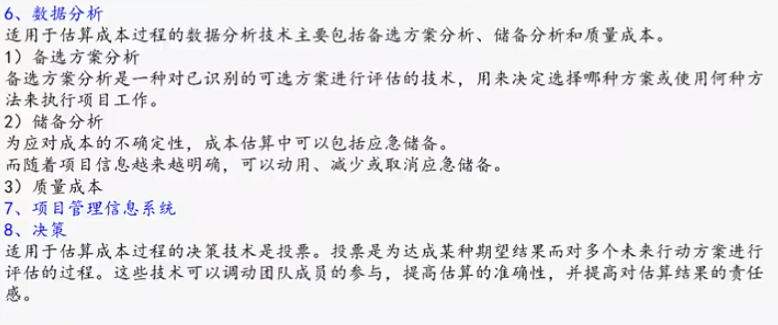 6、数据分析
适用于估算成本过程的数据分析技术主要包括备选方案分析、储备分析和质量成本。
1）备选方案分析
备选方案分析是一种对已识别的可选方案进行评估的技术，用来决定选择哪种方案或使用何种方
法来执行项目工作。
2）储备分析
为应对成本的不确定性，成本估算中可以包括应急储备。
而随着项目信息越来越明确，可以动用、减少或取消应急储备。
3）质量成本
7、项目管理信息系统
8、决策
适用于估算成本过程的决策技术是投票。投票是为达成某种期望结果而对多个未来行动方案进行
评估的过程。这些技术可以调动团队成员的参与，提高估算的准确性，并提高对估算结果的责任
感。